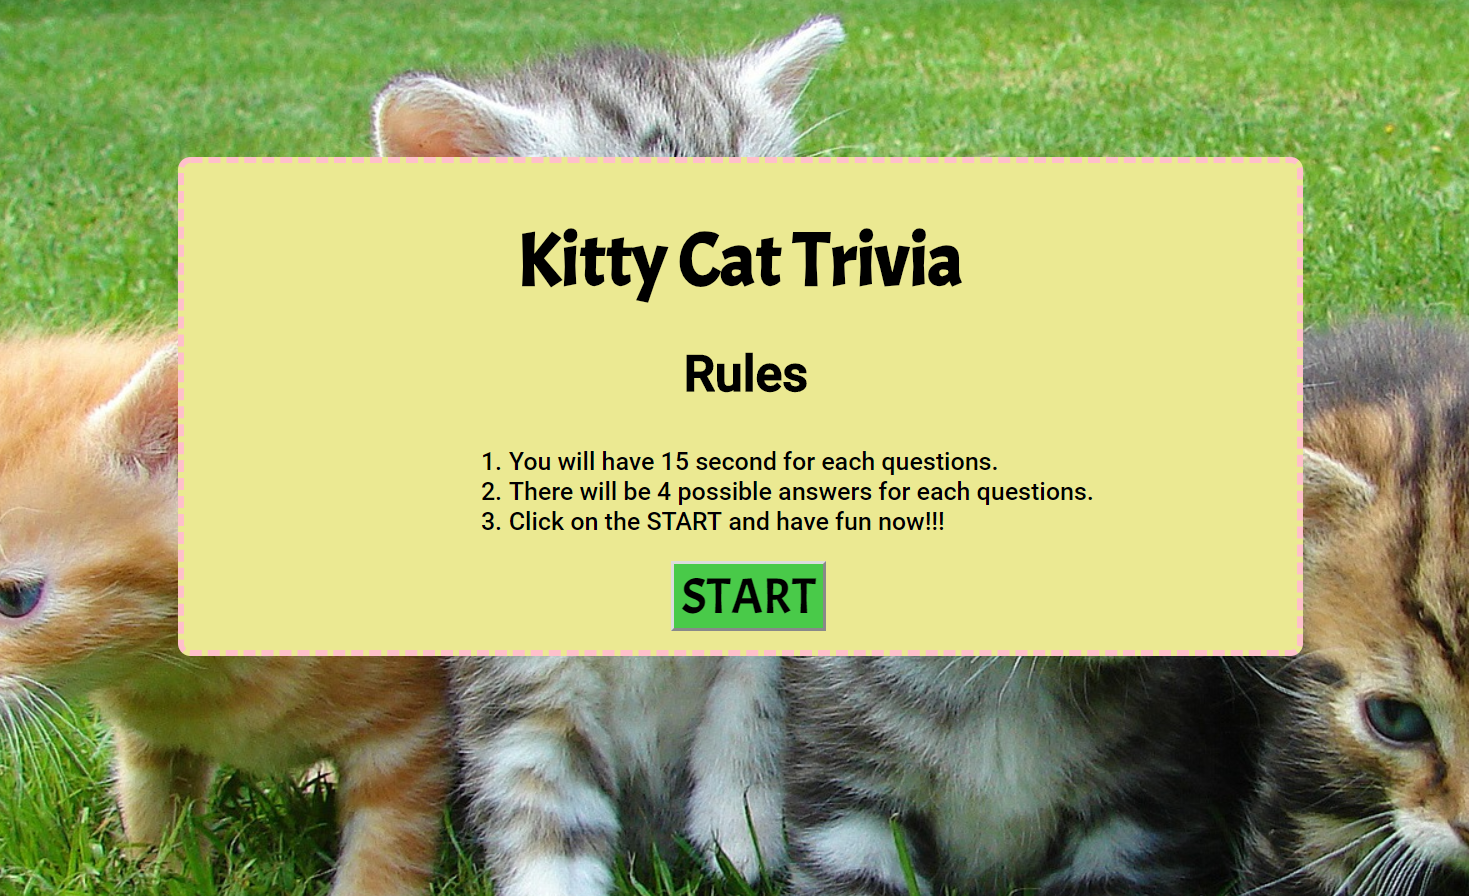 Kitty Cat Trivia
Rules
1. You will have 15 second for each questions.
2. There will be 4 possible answers for each questions.
3. Click on the START and have fun now!!!
START